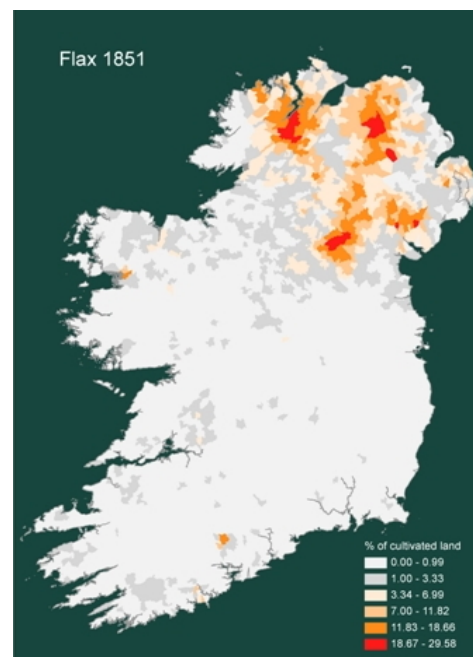 Flax 1851
% of cultivated land
0.00 - 0.99
1.00 - 3.33
3.34 - 6.99
7.00 - 11.82
11.83 - 18.66
18.67 - 29.58